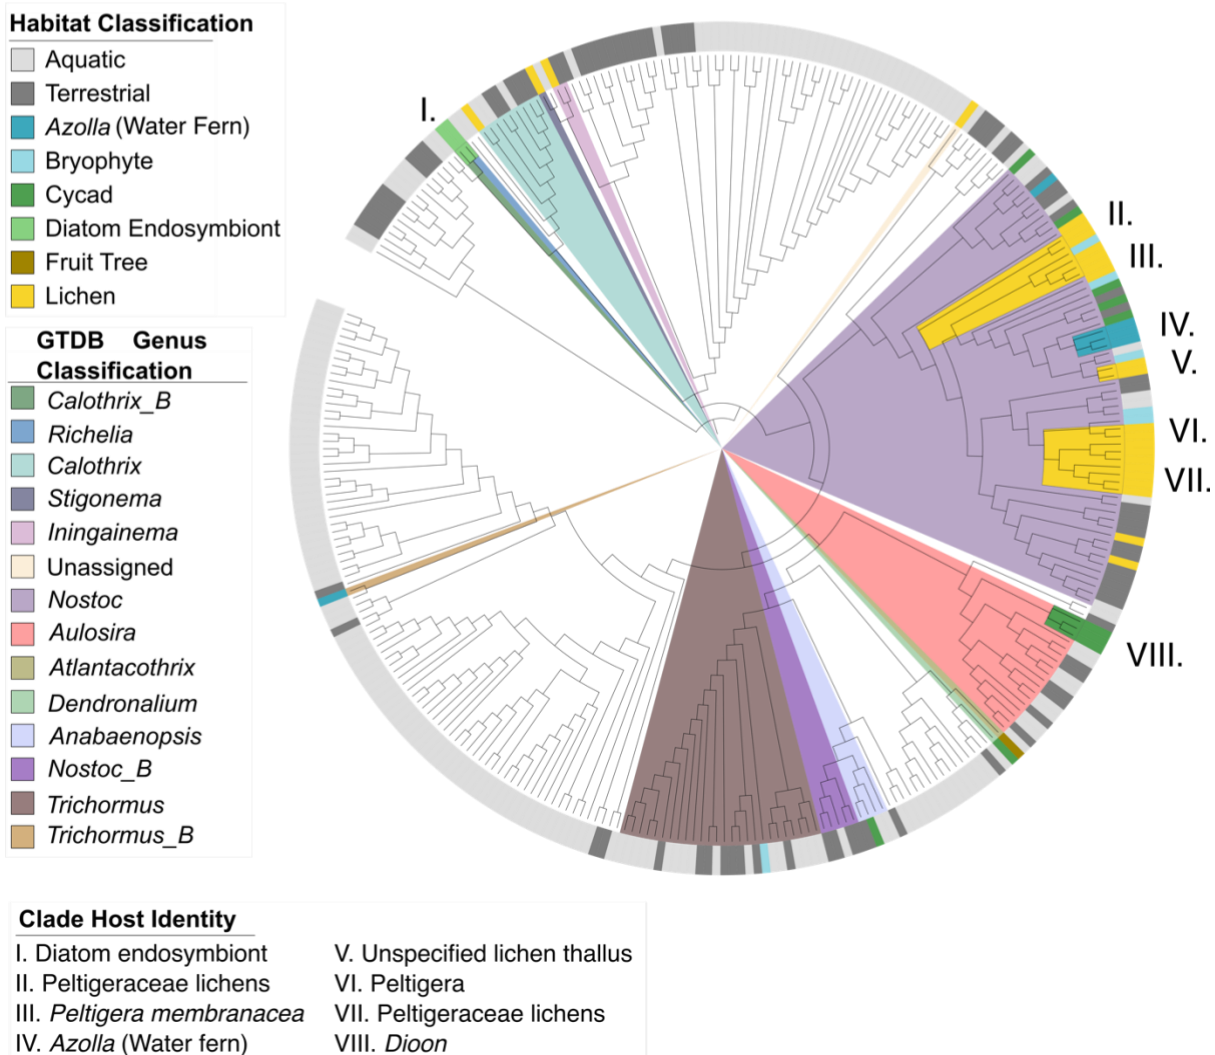 Habitat Classification
Aquatic
Terrestrial
Azolla (Water Fern)
Bryophyte
Cycad
Diatom Endosymbiont
Fruit Tree
Lichen
GTDB Genus
Classification
Calothrix_B
Richelia
Calothrix
Stigonema
Iningainema
Unassigned
Nostoc
Aulosira
Atlantacothrix
Dendronalium
Anabaenopsis
Nostoc_B
Trichormus
Trichormus_B
I.
II.
III.
IV.
V.
VI.
VII.
VIII.
Clade Host Identity
I. Diatom endosymbiont
II. Peltigeraceae lichens
III. Peltigera membranacea
IV. Azolla (Water fern)
V. Unspecified lichen thallus
VI. Peltigera
VII. Peltigeraceae lichens
VIII. Dioon